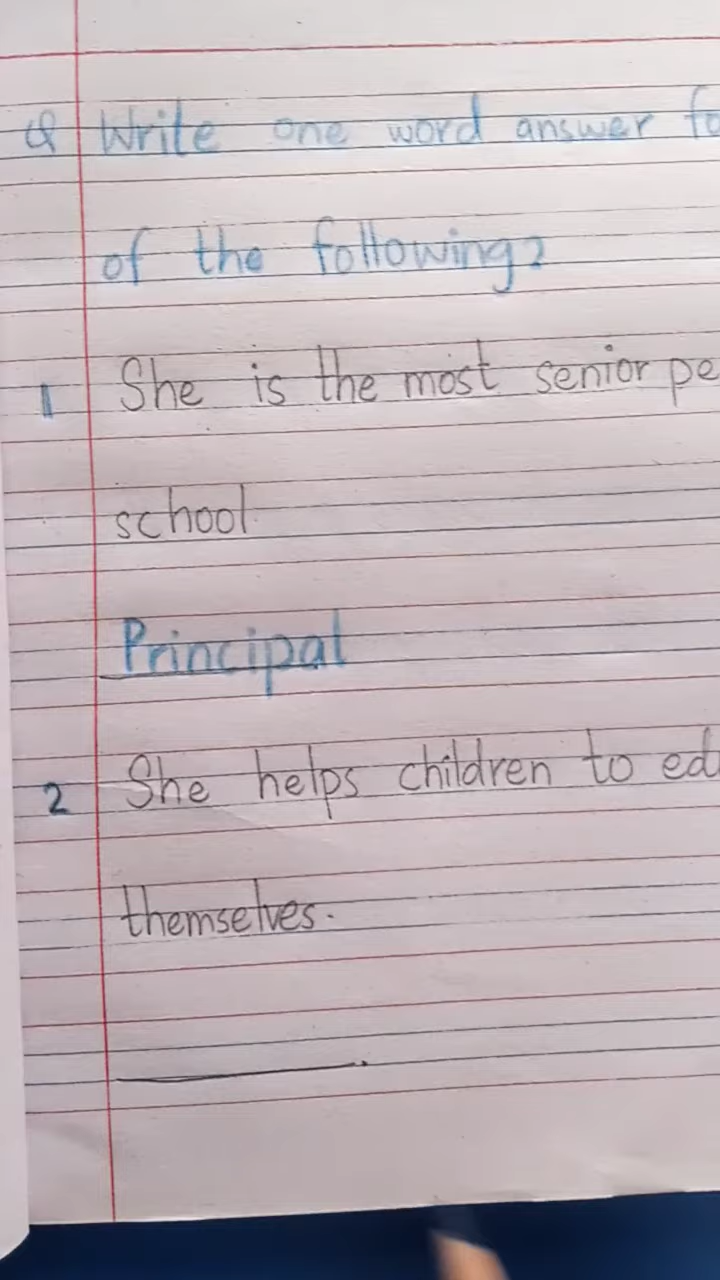 Q Write one word answer
of the following?
1 She is the most senior
school
Principal
2 She helps children to
themselves.